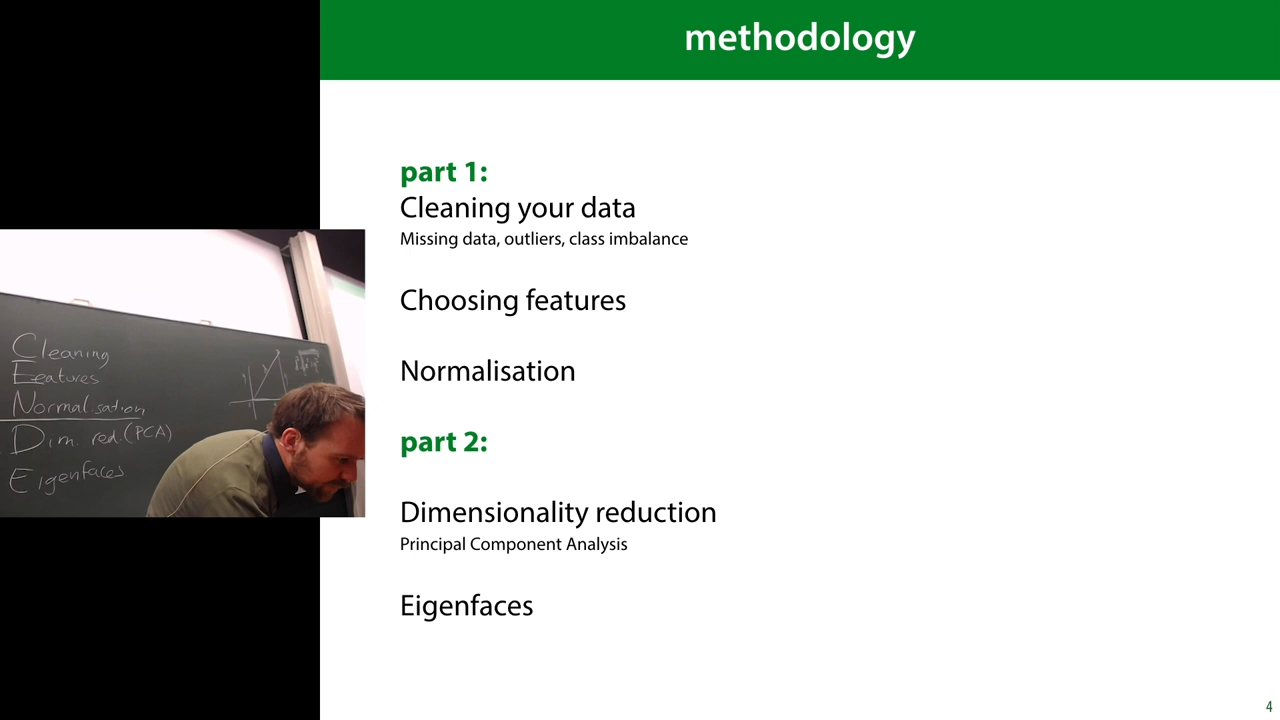 methodology
part 1:
Cleaning your data
Missing data, outliers, class imbalance
Choosing features
Normalisation
part 2:
Dimensionality reduction
Principal Component Analysis
Eigenfaces
4
Cleaning
Features
Normalisation
Dim. red. (PCA)
Eigenfaces